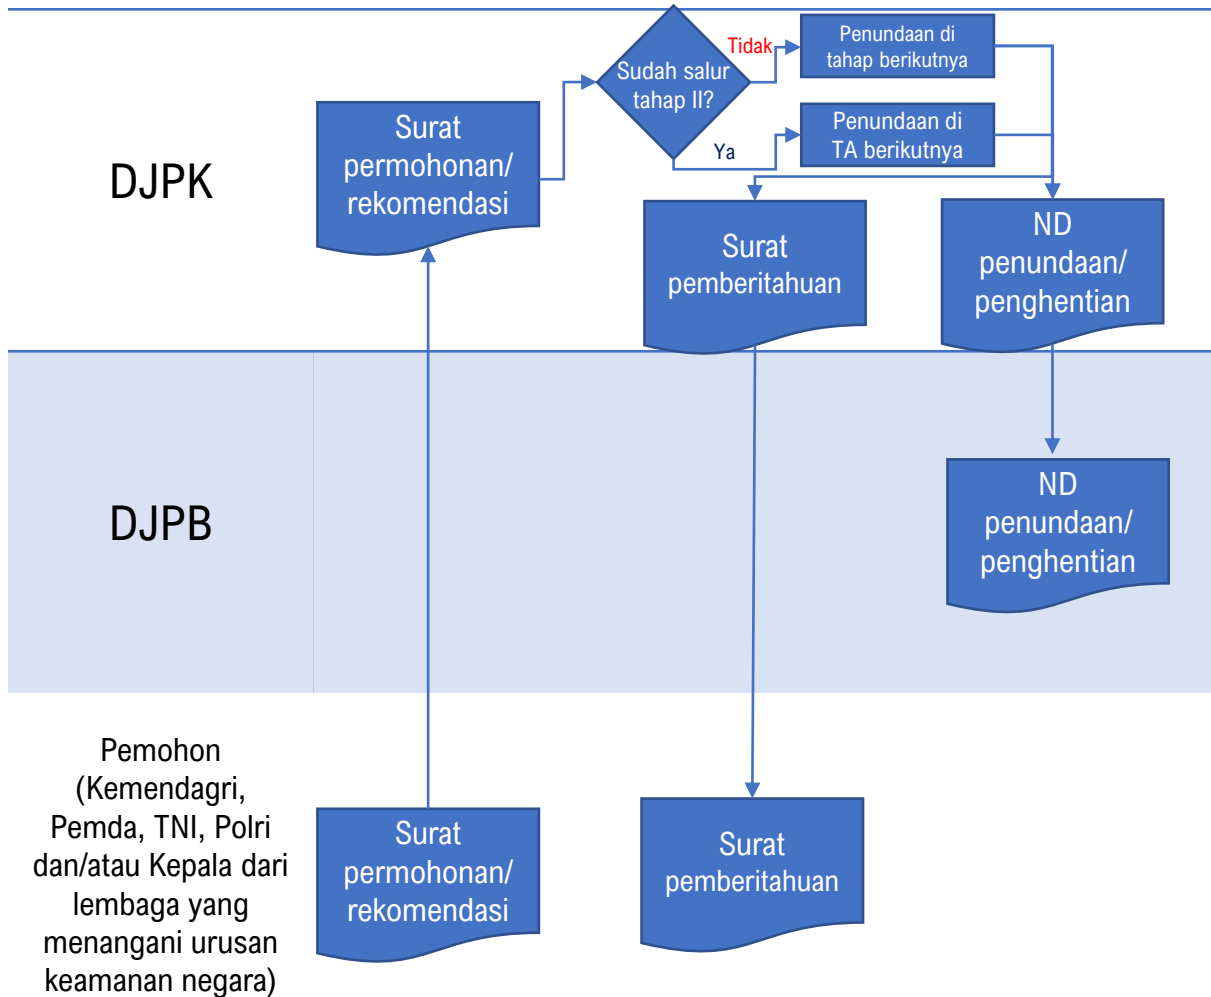 DJPK
Surat
permohonan/
rekomendasi
Sudah salur
tahap II?
Tidak
Penundaan di
tahap berikutnya
Ya
Penundaan di
TA berikutnya
Surat
pemberitahuan
ND
penundaan/
penghentian
DJPB
ND
penundaan/
penghentian
Pemohon
(Kemendagri,
Pemda, TNI, Polri
dan/atau Kepala dari
lembaga yang
menangani urusan
keamanan negara)
Surat
permohonan/
rekomendasi
Surat
pemberitahuan